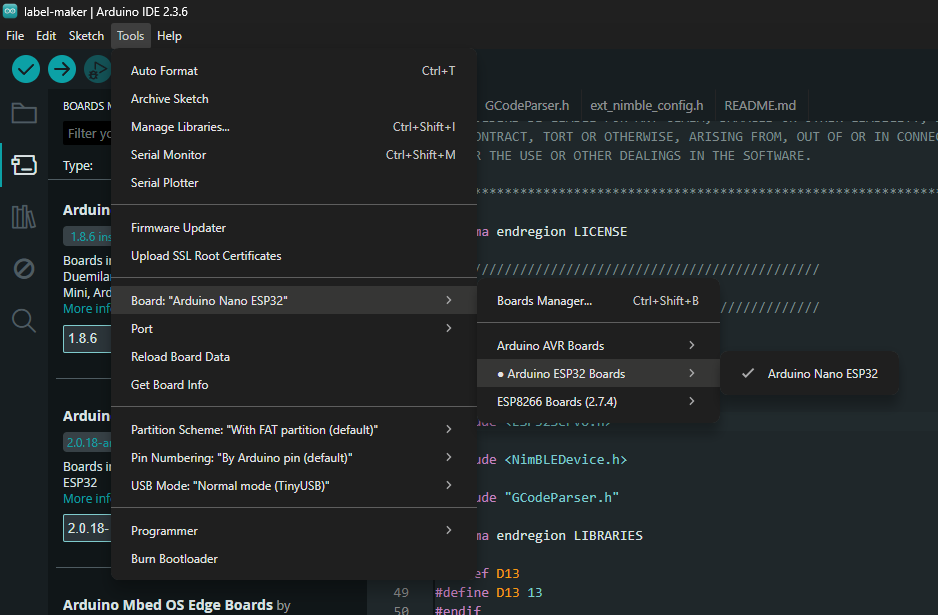 label-maker | Arduino IDE 2.3.6
File Edit Sketch Tools Help
Auto Format Ctrl+T
Archive Sketch
Manage Libraries... Ctrl+Shift+I
Serial Monitor Ctrl+Shift+M
Serial Plotter
Firmware Updater
Upload SSL Root Certificates
Board: "Arduino Nano ESP32"
Port
Reload Board Data
Get Board Info
Partition Scheme: "With FAT partition (default)"
Pin Numbering: "By Arduino pin (default)"
USB Mode: "Normal mode (TinyUSB)"
Programmer
Burn Bootloader
Boards Manager... Ctrl+Shift+B
Arduino AVR Boards
• Arduino ESP32 Boards
ESP8266 Boards (2.7.4)
Arduino Nano ESP32
BOARDS M
Filter yo
Type:
Arduin
1.8.6 ins
Boards in
Duemilan
Mini, Ard
More info
1.8.6
Arduin
2.0.18-ar
Boards in
ESP32
More info
2.0.18-
Arduino Mbed OS Edge Boards by
GCodeParser.h ext_nimble_config.h README.md
ONTRACT, TORT OR OTHERWISE, ARISING FROM, OUT OF OR IN CONNEC
R THE USE OR OTHER DEALINGS IN THE SOFTWARE.
*************************************************************
ma endregion LICENSE
/////////////////////////////////////////////
/////////////
ude <ESP32Servo.h>
ude <NimBLEDevice.h>
ude "GCodeParser.h"
ma endregion LIBRARIES
ef D13
49 #define D13 13
50 #endif